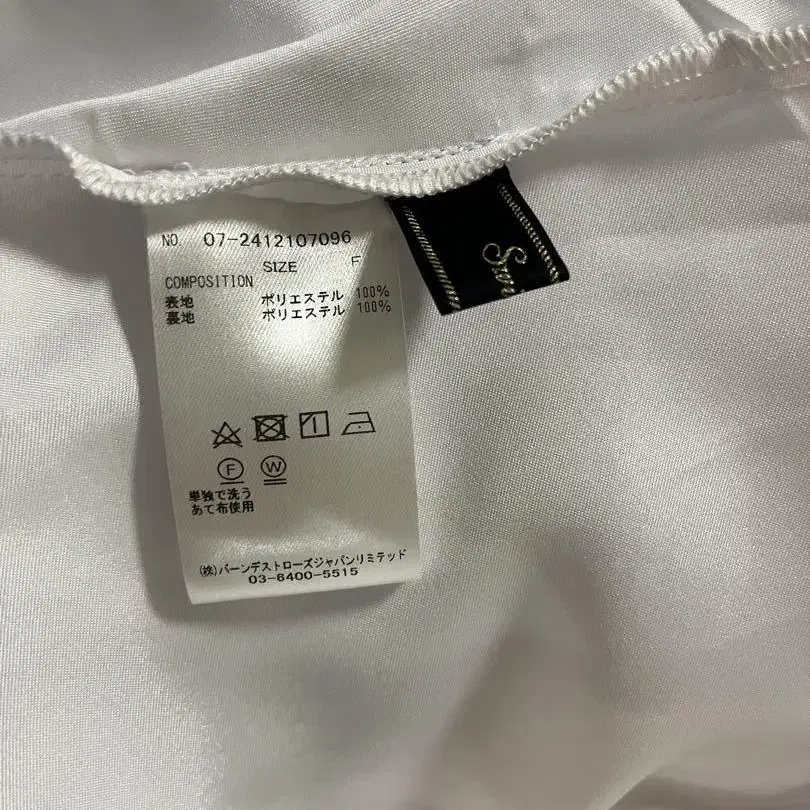 NO. 07-2412107096
SIZE F
COMPOSITION
表地 ポリエステル 100%
裏地 ポリエステル 100%
F W
単独で洗う
あて布使用
(株)バーンデストローズジャパンリミテッド
03-6400-5515